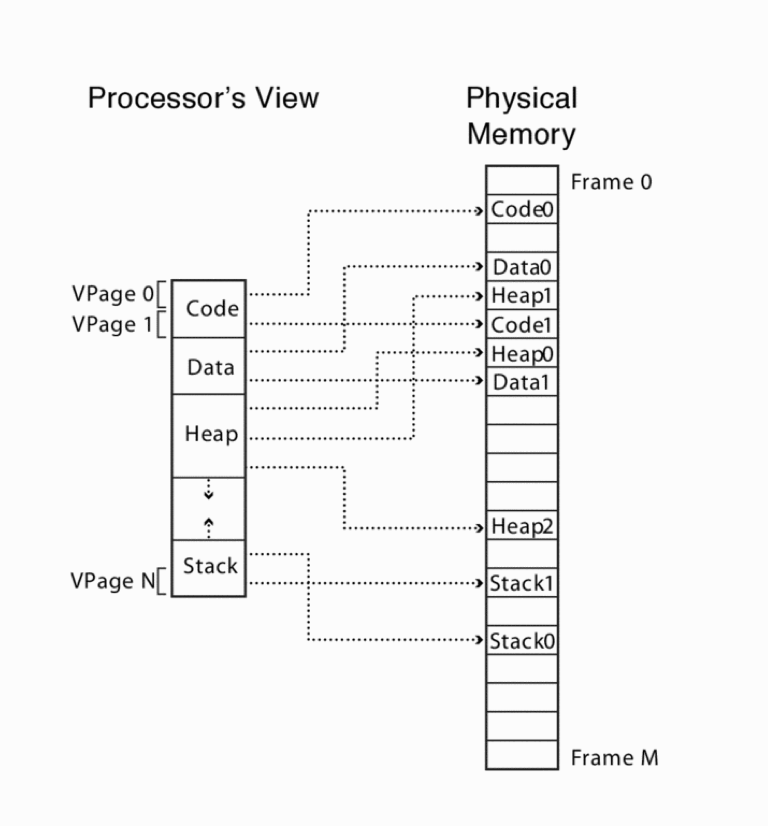 Processor's View
Physical
Memory
Frame 0
Code0
Data0
VPage 0
Heap1
Code
VPage 1
Code1
Heap0
Data
Data1
Heap
Heap2
Stack
VPage N
Stack1
Stack0
Frame M